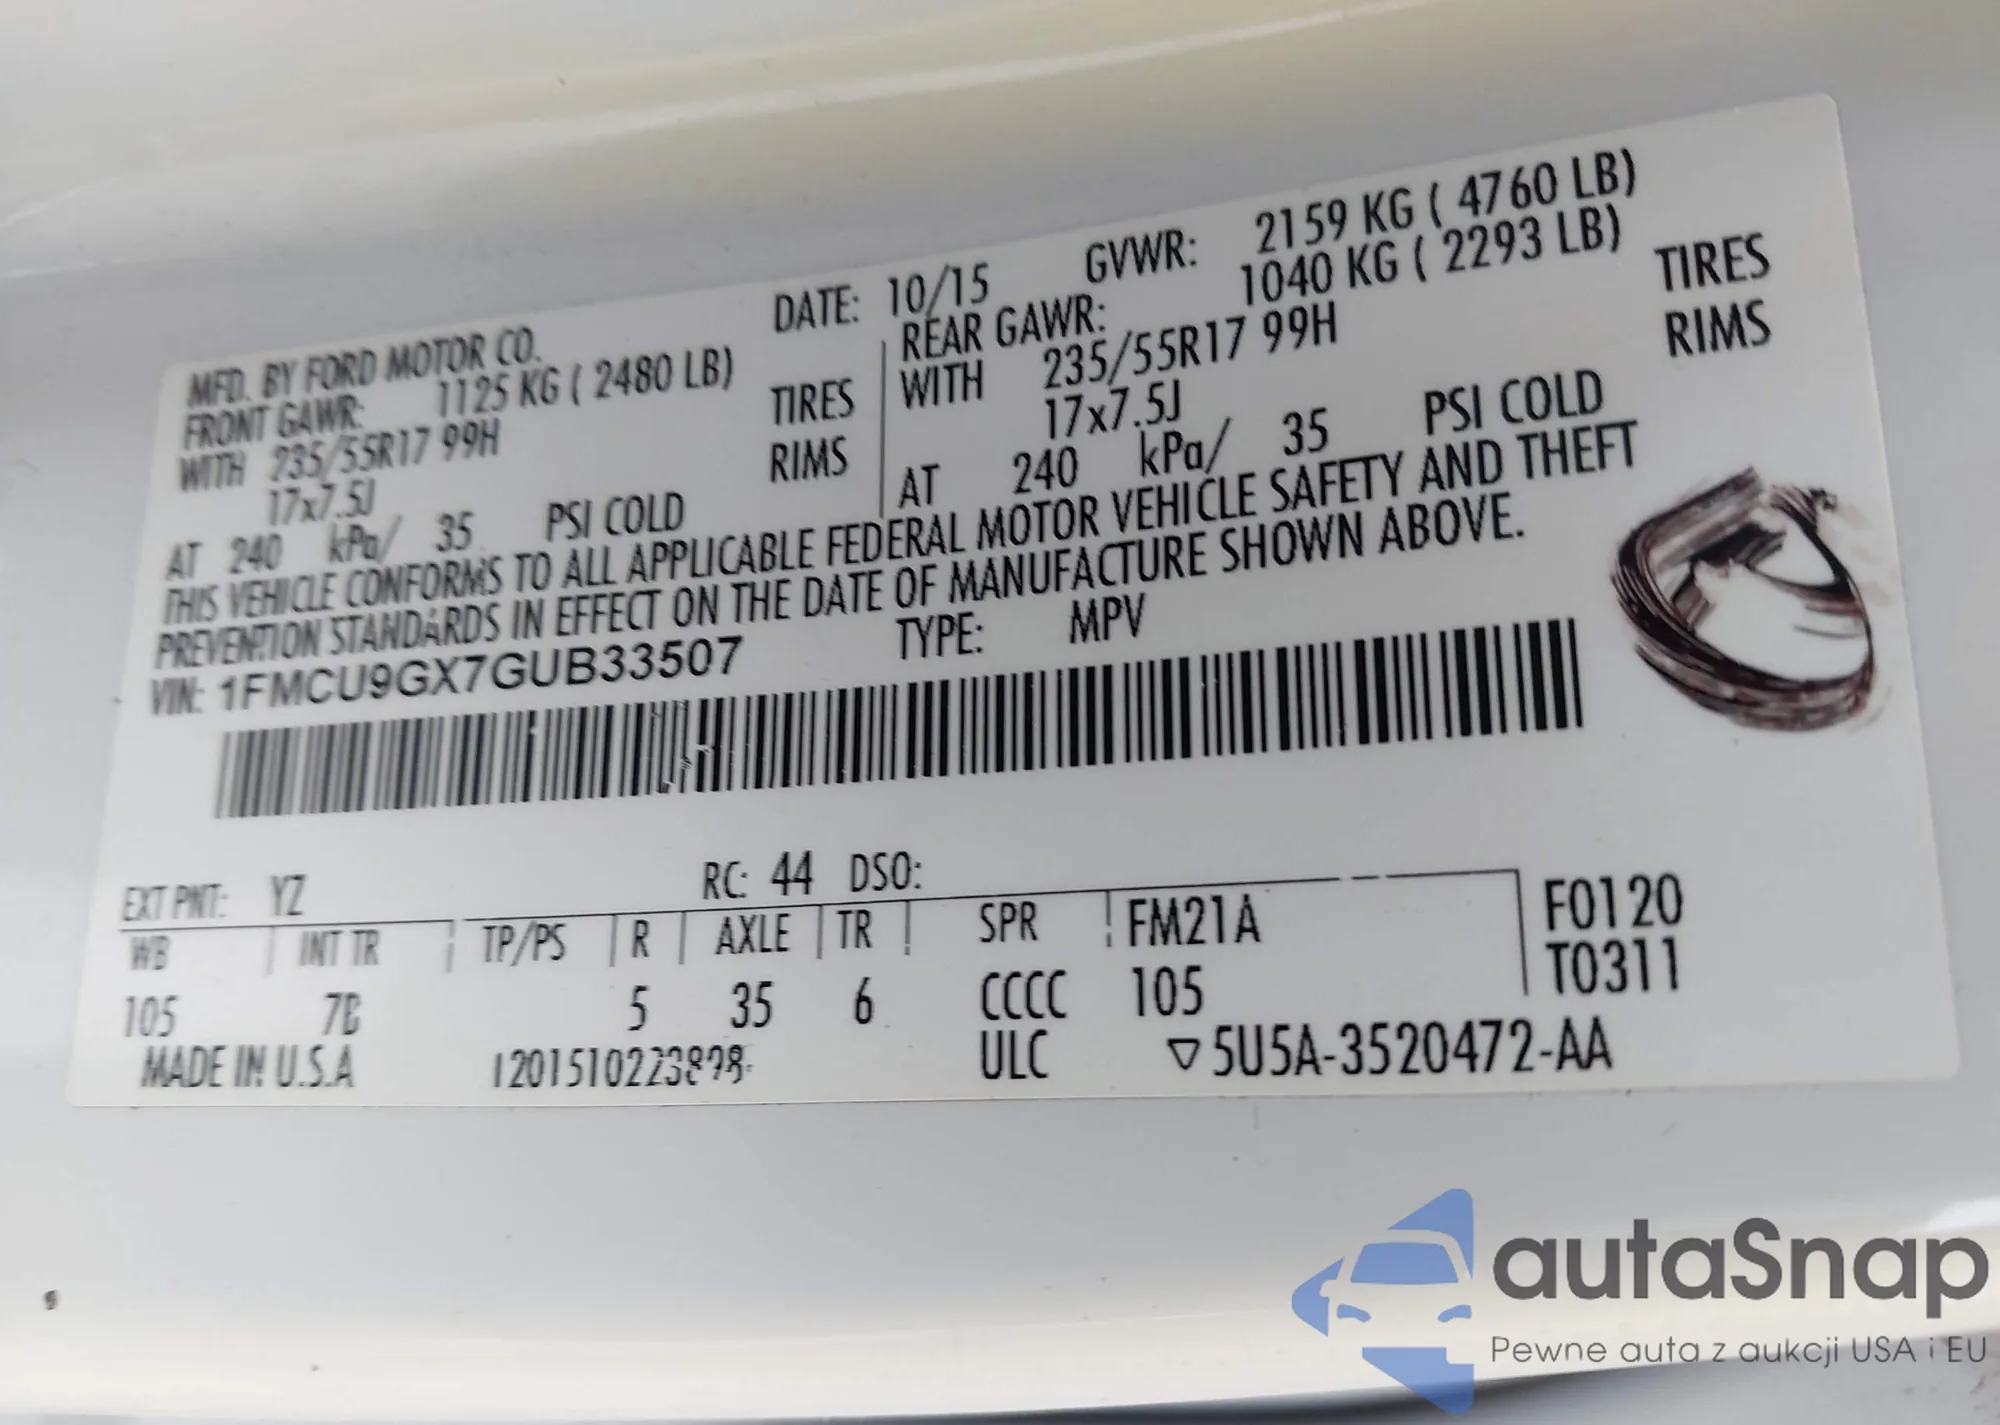 MFD. BY FORD MOTOR CO. DATE: 10/15 GVWR: 2159 KG ( 4760 LB)
FRONT GAWR: 1125 KG ( 2480 LB) REAR GAWR: 1040 KG ( 2293 LB)
WITH 235/55R17 99H TIRES WITH 235/55R17 99H TIRES
17x7.5J RIMS 17x7.5J RIMS
AT 240 kPa/ 35 PSI COLD AT 240 kPa/ 35 PSI COLD
THIS VEHICLE CONFORMS TO ALL APPLICABLE FEDERAL MOTOR VEHICLE SAFETY AND THEFT
PREVENTION STANDARDS IN EFFECT ON THE DATE OF MANUFACTURE SHOWN ABOVE.
VIN: 1FMCU9GX7GUB33507 TYPE: MPV
EXT PNT: YZ RC: 44 DSO:
WB INT TR TP/PS R AXLE TR SPR FM21A F0120
105 7B 5 35 6 CCCC 105 T0311
MADE IN U.S.A ULC ▽5U5A-3520472-AA
autaSnap
Pewne auta z aukcji USA i EU